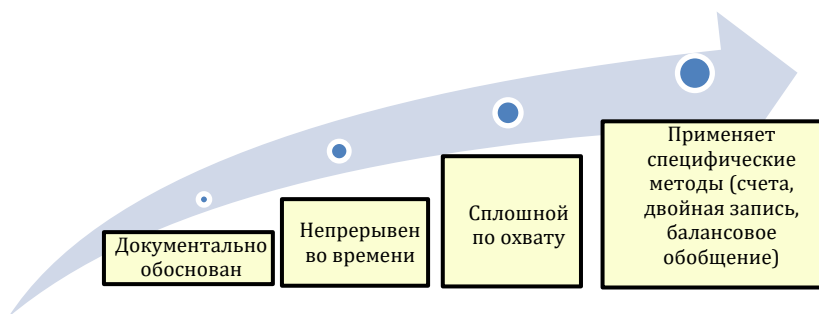 Документально
обоснован
Непрерывен
во времени
Сплошной
по охвату
Применяет
специфические
методы (счета,
двойная запись,
балансовое
обобщение)